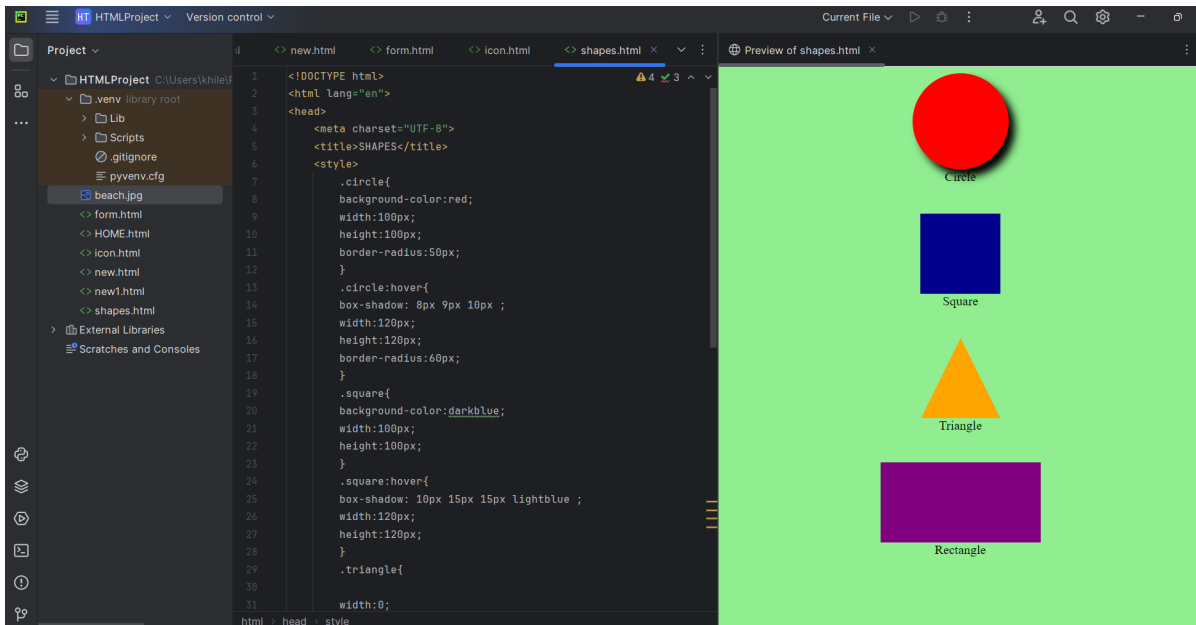 PC HT HTMLProject Version control Current File
Project
new.html form.html icon.html shapes.html Preview of shapes.html
HTMLProject C:\Users\khile\P
.venv library root
Lib
Scripts
.gitignore
pyvenv.cfg
beach.jpg
form.html
HOME.html
icon.html
new.html
new1.html
shapes.html
External Libraries
Scratches and Consoles
4 3
1 <!DOCTYPE html>
2 <html lang="en">
3 <head>
4 <meta charset="UTF-8">
5 <title>SHAPES</title>
6 <style>
7 .circle{
8 background-color:red;
9 width:100px;
10 height:100px;
11 border-radius:50px;
12 }
13 .circle:hover{
14 box-shadow: 8px 9px 10px ;
15 width:120px;
16 height:120px;
17 border-radius:60px;
18 }
19 .square{
20 background-color:darkblue;
21 width:100px;
22 height:100px;
23 }
24 .square:hover{
25 box-shadow: 10px 15px 15px lightblue ;
26 width:120px;
27 height:120px;
28 }
29 .triangle{
30
31 width:0;
html > head > style
Circle
Square
Triangle
Rectangle